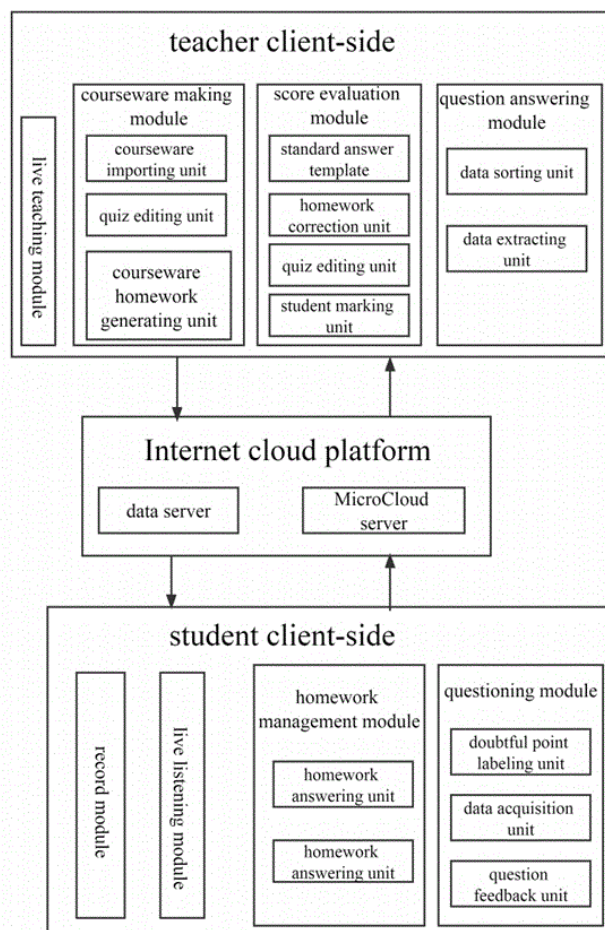 teacher client-side
live teaching module
courseware making
module
courseware
importing unit
quiz editing unit
courseware
homework
generating unit
score evaluation
module
standard answer
template
homework
correction unit
quiz editing unit
student marking
unit
question answering
module
data sorting unit
data extracting
unit
Internet cloud platform
data server
MicroCloud
server
student client-side
record module
live listening module
homework
management module
homework
answering unit
homework
answering unit
questioning module
doubtful point
labeling unit
data acquisition
unit
question
feedback unit